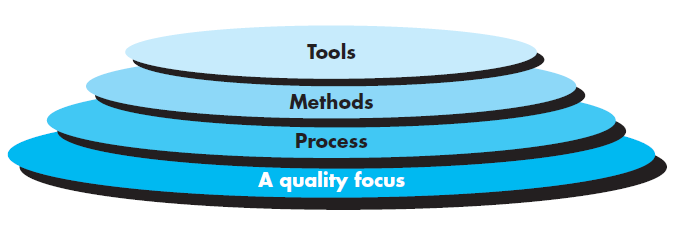 Tools
Methods
Process
A quality focus